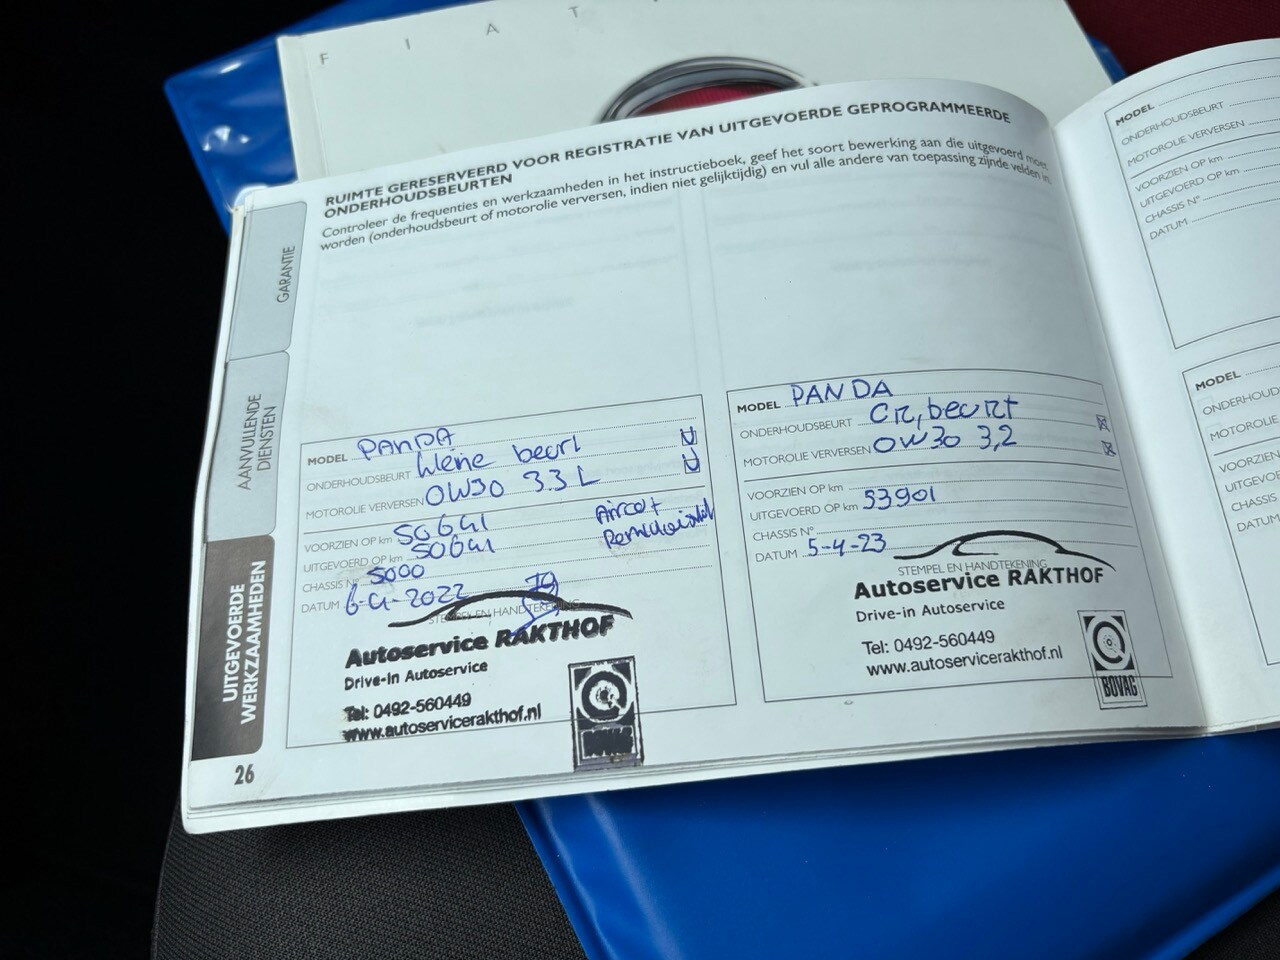 F I A T
RUIMTE GERESERVEERD VOOR REGISTRATIE VAN UITGEVOERDE GEPROGRAMMEERDE
ONDERHOUDSBEURTEN
Controleer de frequenties en werkzaamheden in het instructieboek, geef het soort bewerking aan die uitgevoerd moet
worden (onderhoudsbeurt of motorolie verversen, indien niet gelijktijdig) en vul alle andere van toepassing zijnde velden in.
GARANTIE
AANVULLENDE
DIENSTEN
UITGEVOERDE
WERKZAAMHEDEN
26
MODEL PANDA
ONDERHOUDSBEURT kleine beurt
MOTOROLIE VERVERSEN 0W30 3.3 L
VOORZIEN OP km 50641
UITGEVOERD OP km 50641
Airco +
CHASSIS N° 5000
DATUM 6-4-2022
STEMPEL EN HANDTEKENING
Autoservice RAKTHOF
Drive-in Autoservice
Tel: 0492-560449
www.autoservicerakthof.nl
MODEL PANDA
ONDERHOUDSBEURT GR, beurt
MOTOROLIE VERVERSEN 0W30 3,2
VOORZIEN OP km
UITGEVOERD OP km 53901
CHASSIS N°
DATUM 5-4-23
STEMPEL EN HANDTEKENING
Autoservice RAKTHOF
Drive-in Autoservice
Tel: 0492-560449
www.autoservicerakthof.nl
BOVAG
MODEL
ONDERHOUDSBEURT
MOTOROLIE VERVERSEN
VOORZIEN OP km
UITGEVOERD OP km
CHASSIS N°
DATUM
MODEL
ONDERHOUDS
MOTOROLIE
VOORZIEN
UITGEVOE
CHASSIS
DATUM